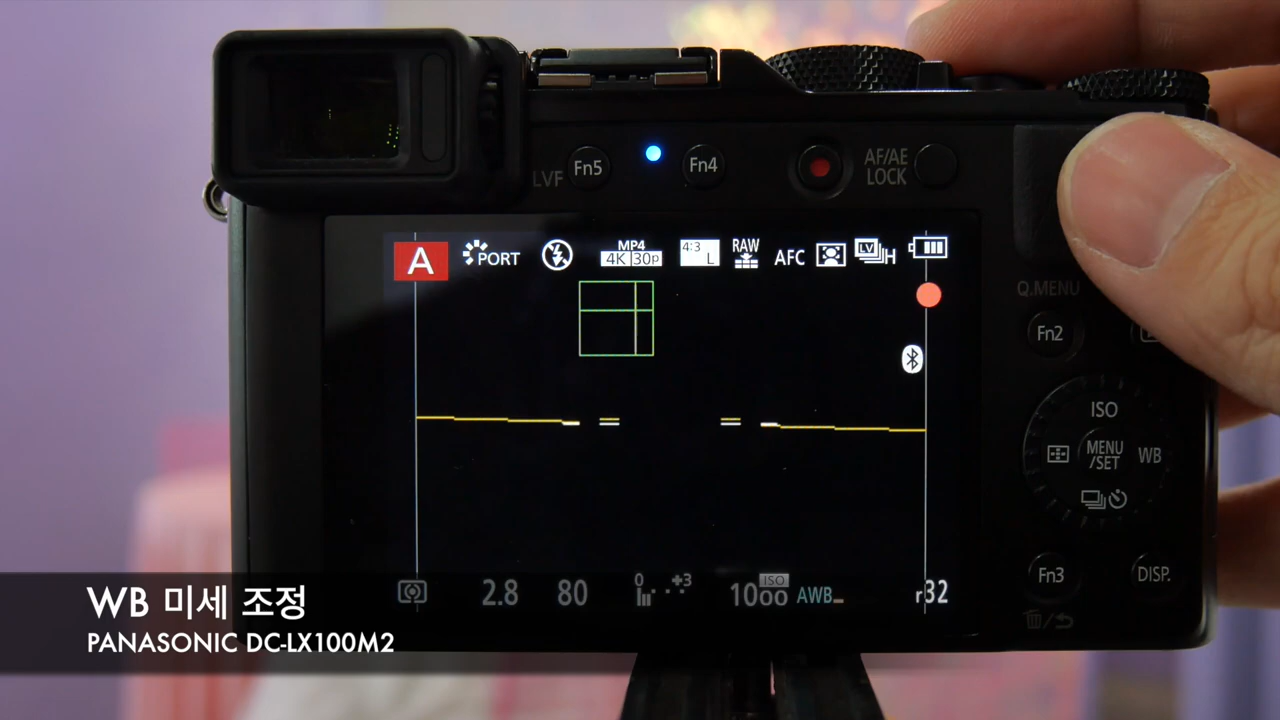 LVF Fn5 Fn4 AF/AE
LOCK
A PORT MP4 4K 30p 4:3 L RAW AFC LV H
Q.MENU
Fn2
ISO
MENU
/SET
WB
2.8 80 0 +3 ISO 1000 AWB r32
Fn3 DISP.
WB 미세 조정
PANASONIC DC-LX100M2